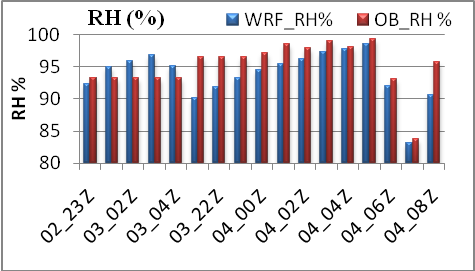 RH (%)
WRF_RH%
OB_RH %
RH %
100
95
90
85
80
02_23Z
03_02Z
03_04Z
03_22Z
04_00Z
04_02Z
04_04Z
04_06Z
04_08Z